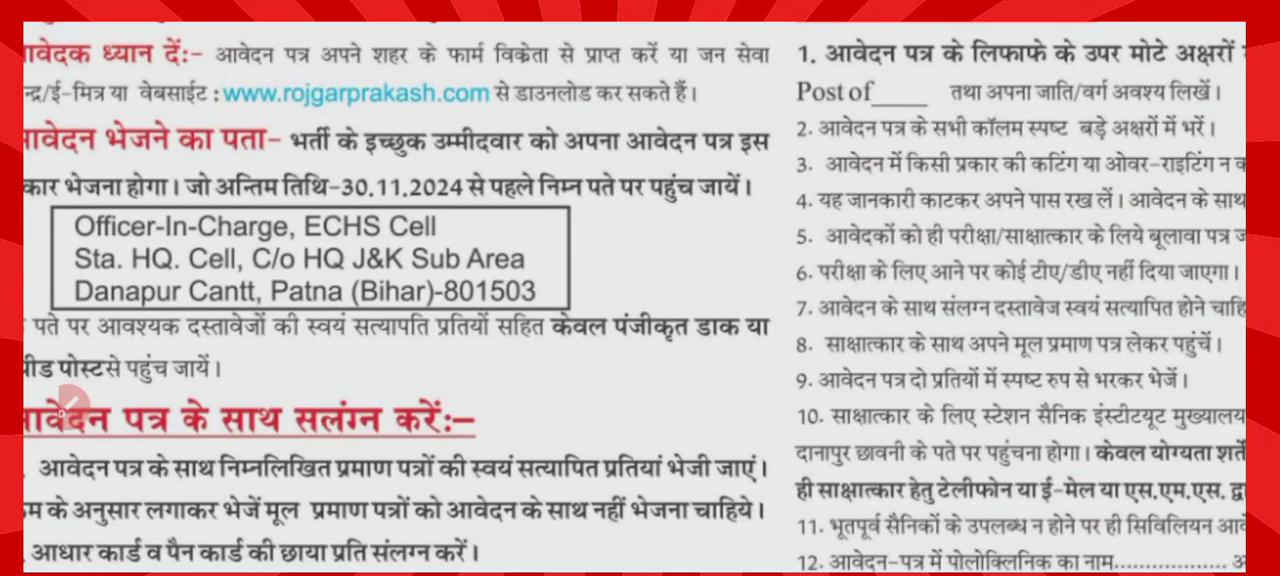 आवेदक ध्यान दें:- आवेदन पत्र अपने शहर के फार्म विक्रेता से प्राप्त करें या जन सेवा
न्द्र/ई-मित्र या वेबसाईट : www.rojgarprakash.com से डाउनलोड कर सकते हैं।
आवेदन भेजने का पता- भर्ती के इच्छुक उम्मीदवार को अपना आवेदन पत्र इस
कार भेजना होगा। जो अन्तिम तिथि-30.11.2024 से पहले निम्न पते पर पहुंच जायें।
Officer-In-Charge, ECHS Cell
Sta. HQ. Cell, C/o HQ J&K Sub Area
Danapur Cantt, Patna (Bihar)-801503
पते पर आवश्यक दस्तावेजों की स्वयं सत्यापति प्रतियों सहित केवल पंजीकृत डाक या
पीड पोस्ट से पहुंच जायें।
आवेदन पत्र के साथ सलंग्न करें:-
आवेदन पत्र के साथ निम्नलिखित प्रमाण पत्रों की स्वयं सत्यापित प्रतियां भेजी जाएं।
म के अनुसार लगाकर भेजें मूल प्रमाण पत्रों को आवेदन के साथ नहीं भेजना चाहिये।
आधार कार्ड व पैन कार्ड की छाया प्रति संलग्न करें।
1. आवेदन पत्र के लिफाफे के उपर मोटे अक्षरों
Post of____ तथा अपना जाति/वर्ग अवश्य लिखें।
2. आवेदन पत्र के सभी कॉलम स्पष्ट बड़े अक्षरों में भरें।
3. आवेदन में किसी प्रकार की कटिंग या ओवर-राइटिंग न
4. यह जानकारी काटकर अपने पास रख लें। आवेदन के साथ
5. आवेदकों को ही परीक्षा/साक्षात्कार के लिये बूलावा पत्र
6. परीक्षा के लिए आने पर कोई टीए/डीए नहीं दिया जाएगा।
7. आवेदन के साथ संलग्न दस्तावेज स्वयं सत्यापित होने चाहि
8. साक्षात्कार के साथ अपने मूल प्रमाण पत्र लेकर पहुंचें।
9. आवेदन पत्र दो प्रतियों में स्पष्ट रुप से भरकर भेजें।
10. साक्षात्कार के लिए स्टेशन सैनिक इंस्टीटयूट मुख्यालय
दानापुर छावनी के पते पर पहुंचना होगा। केवल योग्यता शर्ते
ही साक्षात्कार हेतु टेलीफोन या ई-मेल या एस.एम.एस. द्वा
11. भूतपूर्व सैनिकों के उपलब्ध न होने पर ही सिविलियन आवे
12. आवेदन-पत्र में पोलोक्लिनिक का नाम..................